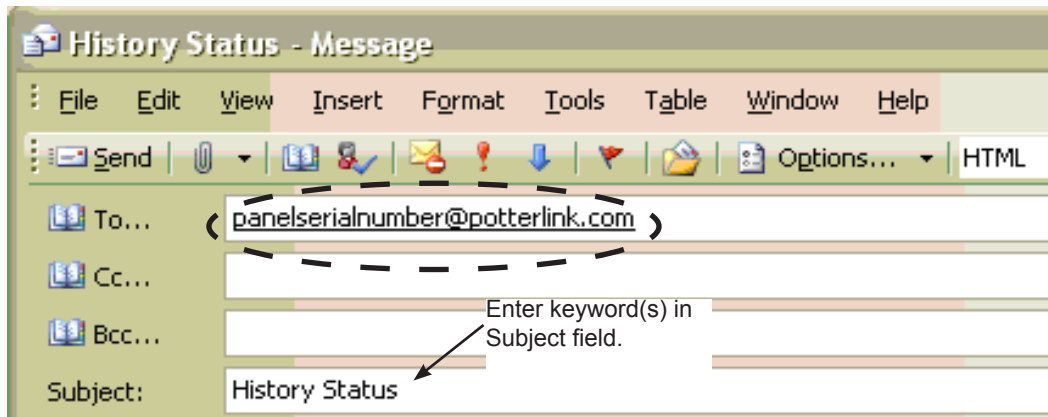 History Status - Message
File Edit View Insert Format Tools Table Window Help
Send Options... HTML
To... panelserialnumber@potterlink.com
Cc...
Enter keyword(s) in
Subject field.
Bcc...
Subject: History Status